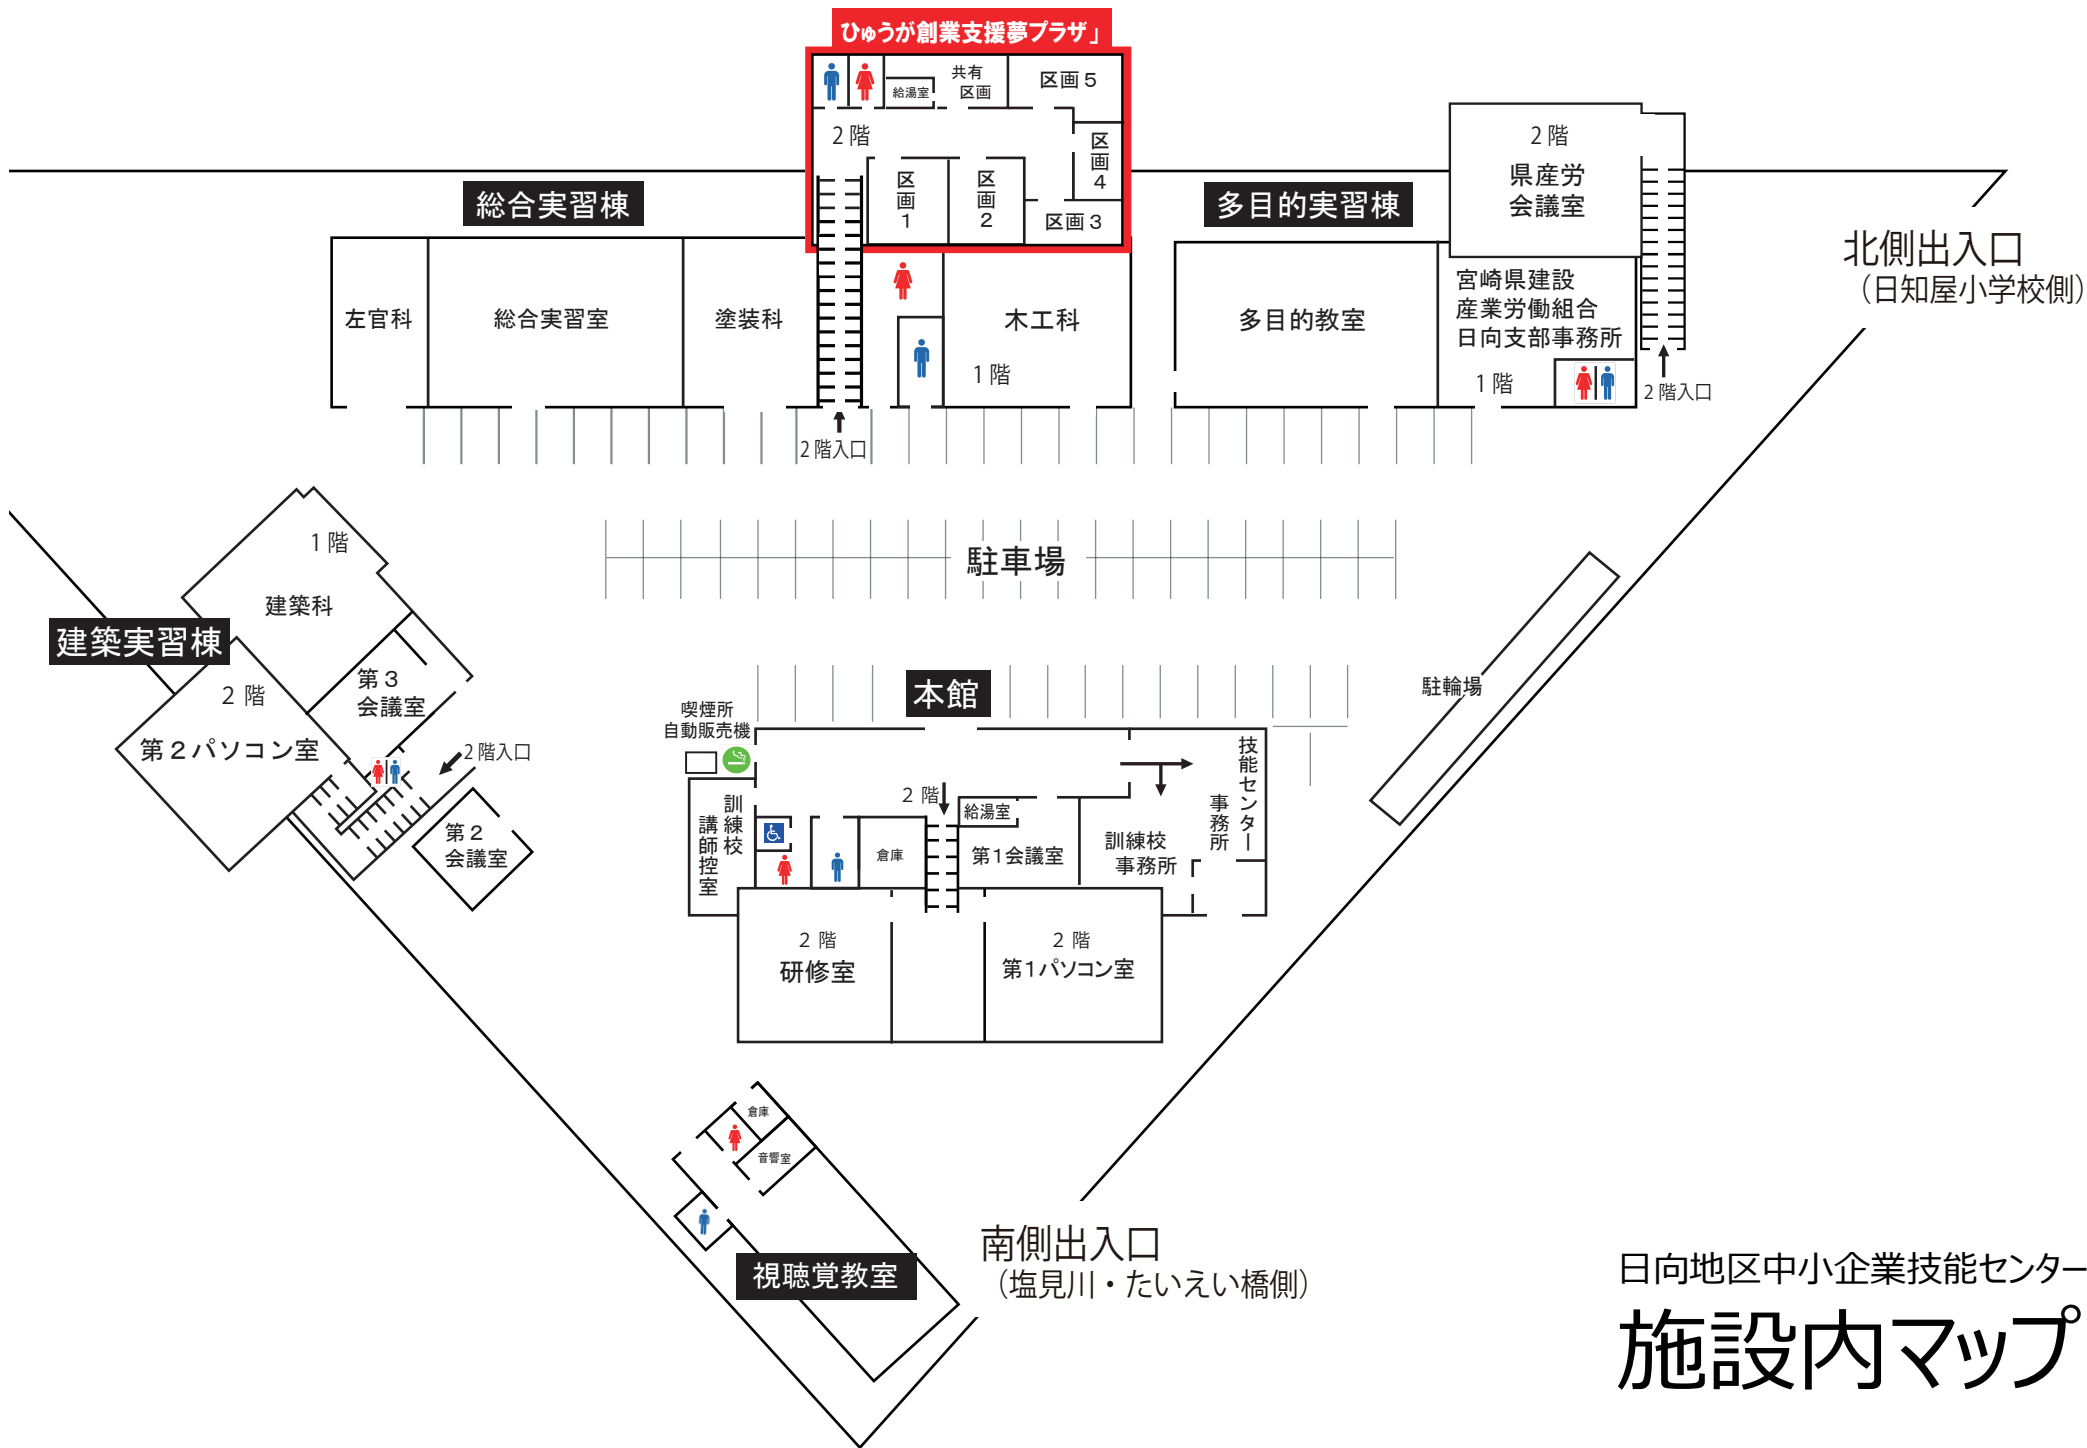 ひゅうが創業支援夢プラザ」
給湯室
共有
区画
区画５
2 階
区画４
区画１
区画２
区画３
総合実習棟
多目的実習棟
2 階
県産労
会議室
北側出入口
（日知屋小学校側）
左官科
総合実習室
塗装科
木工科
1 階
多目的教室
宮崎県建設
産業労働組合
日向支部事務所
1 階
2 階入口
2 階入口
駐車場
1 階
建築科
建築実習棟
2 階
第２パソコン室
第３
会議室
2 階入口
第２
会議室
駐輪場
本館
喫煙所
自動販売機
訓練校
講師控室
倉庫
2 階
給湯室
第１会議室
訓練校
事務所
技能センター
事務所
2 階
研修室
2 階
第１パソコン室
倉庫
音響室
視聴覚教室
南側出入口
（塩見川・たいえい橋側）
日向地区中小企業技能センター
施設内マップ